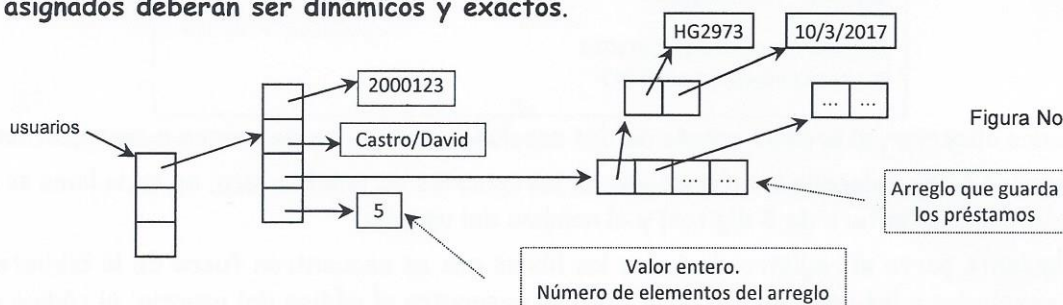 asignados deberán ser dinámicos y exactos.
HG2973
10/3/2017
2000123
... ...
Figura No
usuarios
Castro/David
... ...
Arreglo que guarda
los préstamos
5
Valor entero.
Número de elementos del arreglo